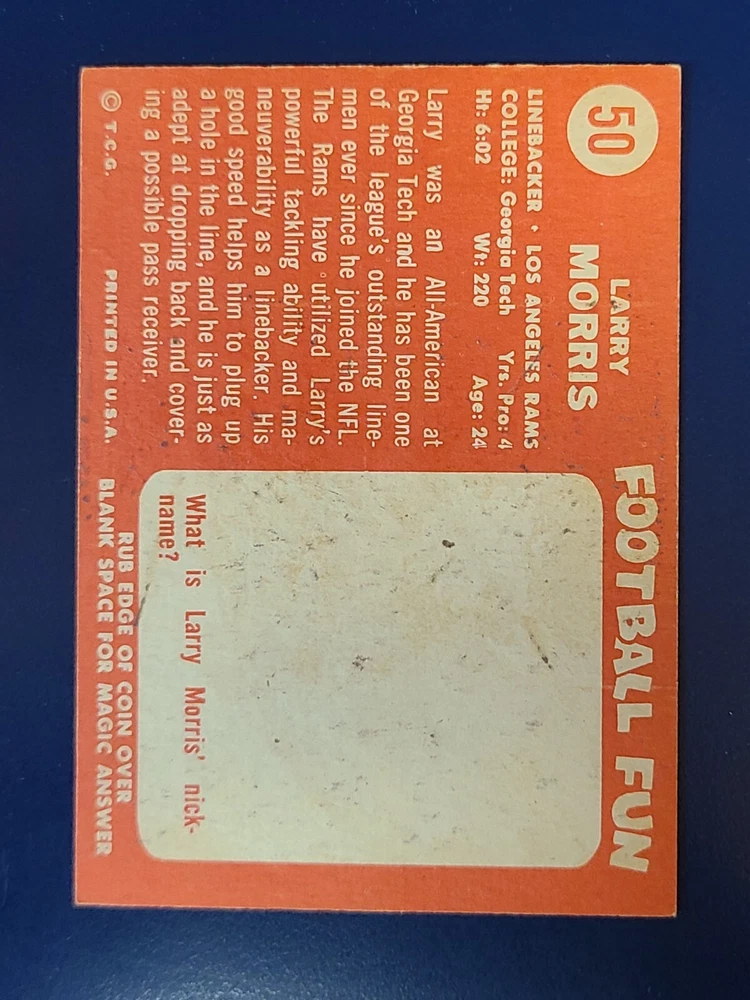 50
LARRY
MORRIS
LINEBACKER • LOS ANGELES RAMS
COLLEGE: Georgia Tech Yrs. Pro: 4
Ht: 6:02 Wt: 220 Age: 24
Larry was an All-American at
Georgia Tech and he has been one
of the league's outstanding line-
men ever since he joined the NFL.
The Rams have utilized Larry's
powerful tackling ability and ma-
neuverability as a linebacker. His
good speed helps him to plug up
a hole in the line, and he is just as
adept at dropping back and cover-
ing a possible pass receiver.
© T.C.G. PRINTED IN U.S.A.
FOOTBALL FUN
What is Larry Morris' nick-
name?
RUB EDGE OF COIN OVER
BLANK SPACE FOR MAGIC ANSWER